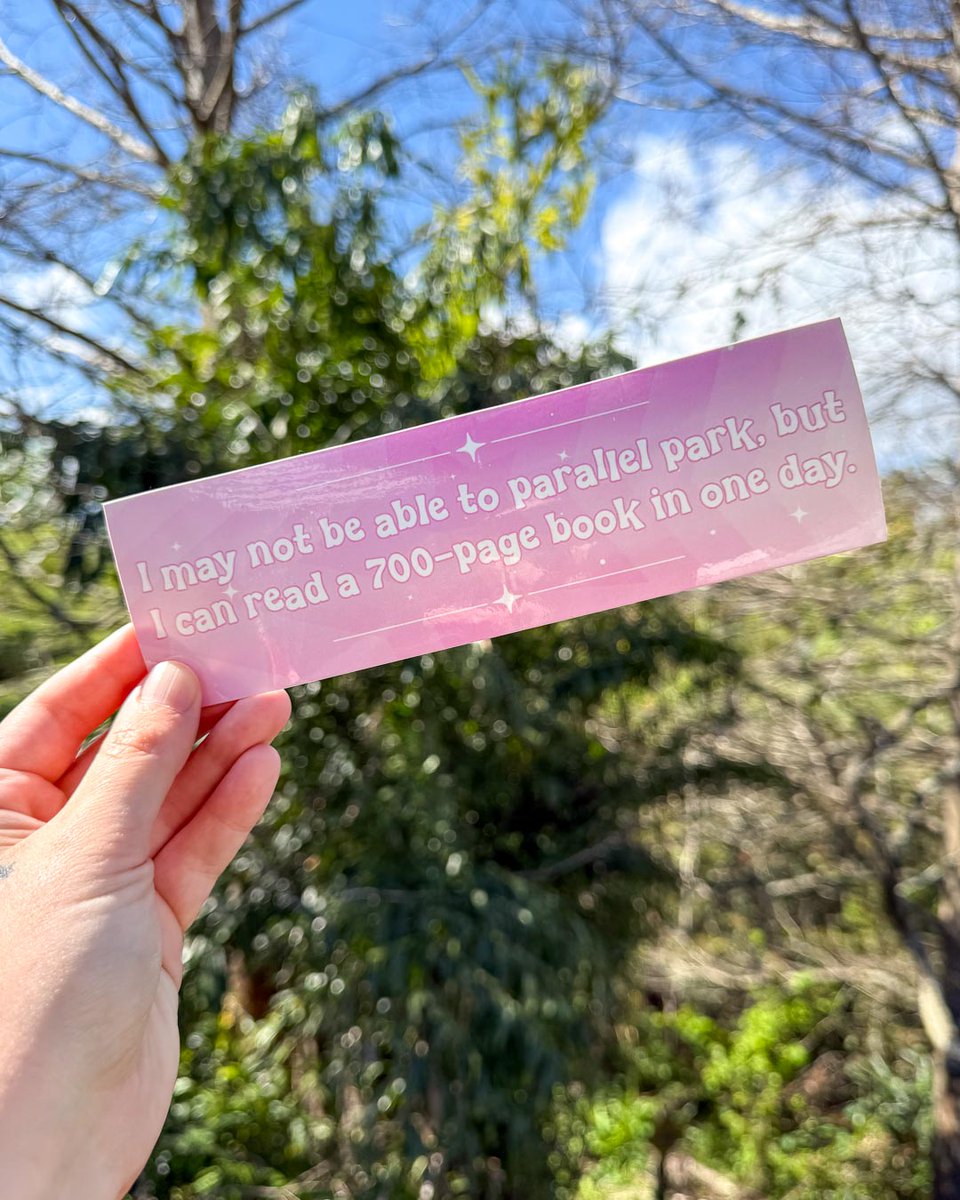 I may not be able to parallel park, but
I can read a 700-page book in one day.